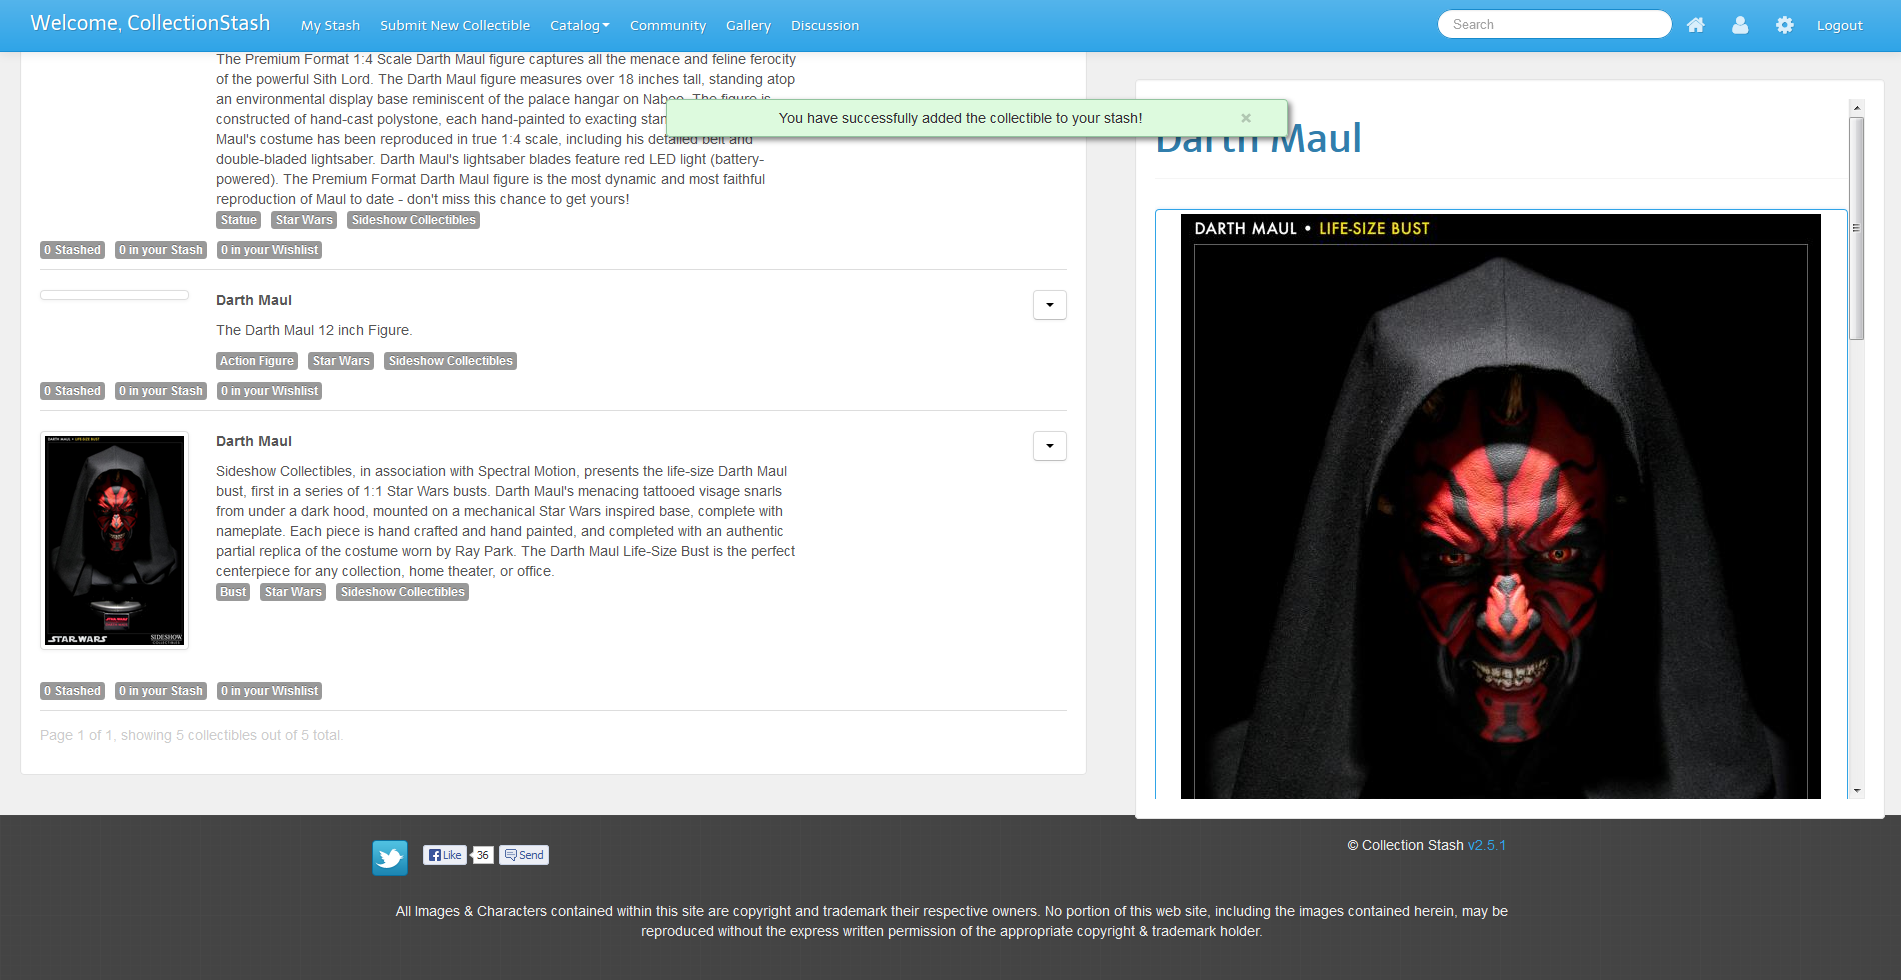 Welcome, CollectionStash My Stash Submit New Collectible Catalog Community Gallery Discussion Search Logout
The Premium Format 1:4 Scale Darth Maul figure captures all the menace and feline ferocity
of the powerful Sith Lord. The Darth Maul figure measures over 18 inches tall, standing atop
an environmental display base reminiscent of the palace hangar on Naboo. The figure is
constructed of hand-cast polystone, each hand-painted to exacting
Maul's costume has been reproduced in true 1:4 scale, including his detailed belt and
double-bladed lightsaber. Darth Maul's lightsaber blades feature red LED light (battery-
powered). The Premium Format Darth Maul figure is the most dynamic and most faithful
reproduction of Maul to date - don't miss this chance to get yours!
Statue Star Wars Sideshow Collectibles
0 Stashed 0 in your Stash 0 in your Wishlist
Darth Maul
The Darth Maul 12 inch Figure.
Action Figure Star Wars Sideshow Collectibles
0 Stashed 0 in your Stash 0 in your Wishlist
Darth Maul
Sideshow Collectibles, in association with Spectral Motion, presents the life-size Darth Maul
bust, first in a series of 1:1 Star Wars busts. Darth Maul's menacing tattooed visage snarls
from under a dark hood, mounted on a mechanical Star Wars inspired base, complete with
nameplate. Each piece is hand crafted and hand painted, and completed with an authentic
partial replica of the costume worn by Ray Park. The Darth Maul Life-Size Bust is the perfect
centerpiece for any collection, home theater, or office.
Bust Star Wars Sideshow Collectibles
DARTH MAUL • LIFE-SIZE BUST
STAR WARS SIDESHOW
COLLECTIBLES
0 Stashed 0 in your Stash 0 in your Wishlist
Page 1 of 1, showing 5 collectibles out of 5 total.
You have successfully added the collectible to your stash! ×
Darth Maul
DARTH MAUL • LIFE-SIZE BUST
Like 36 Send
© Collection Stash v2.5.1
All Images & Characters contained within this site are copyright and trademark their respective owners. No portion of this web site, including the images contained herein, may be
reproduced without the express written permission of the appropriate copyright & trademark holder.